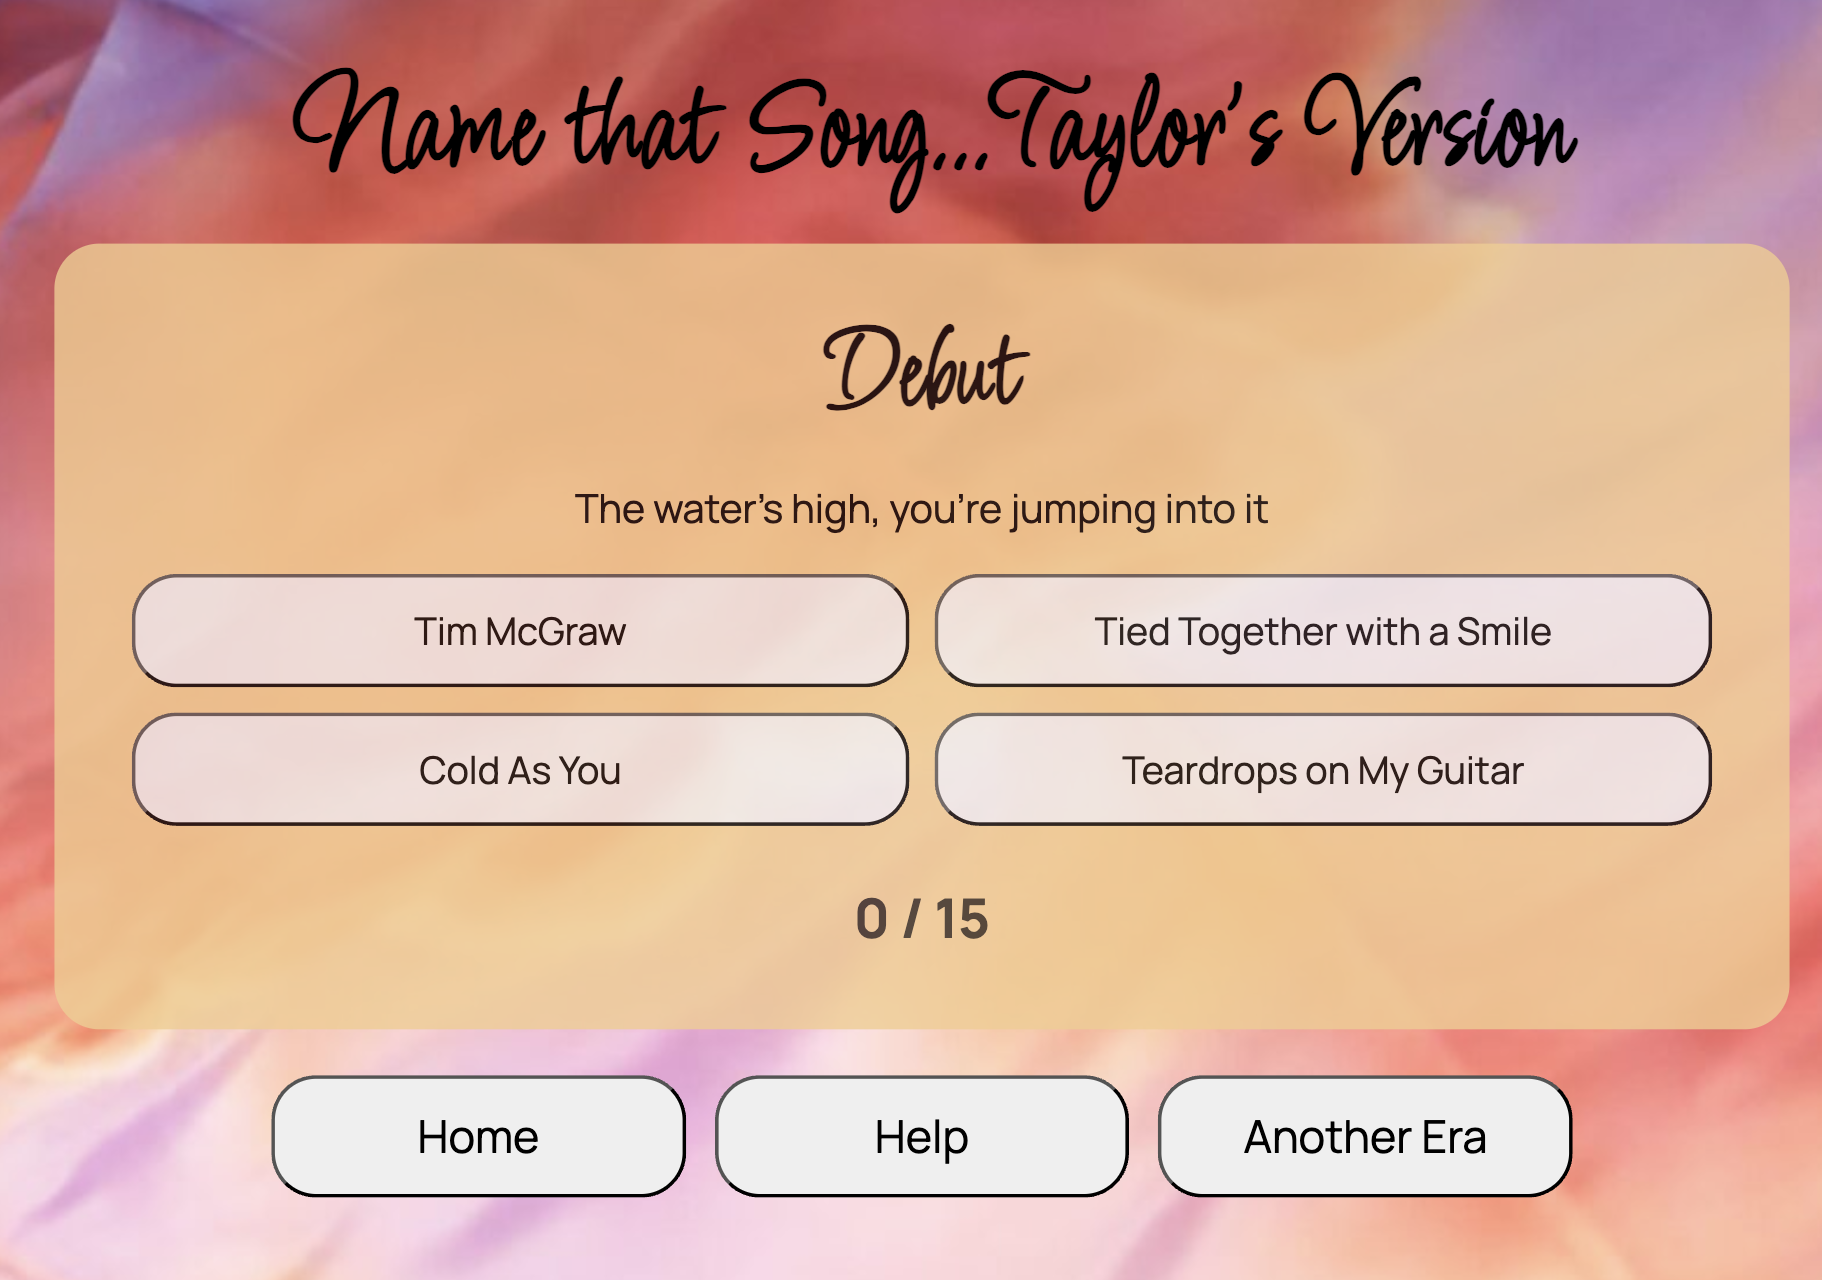 Name that Song...Taylor's Version
Debut
The water's high, you're jumping into it
Tim McGraw
Tied Together with a Smile
Cold As You
Teardrops on My Guitar
0 / 15
Home
Help
Another Era